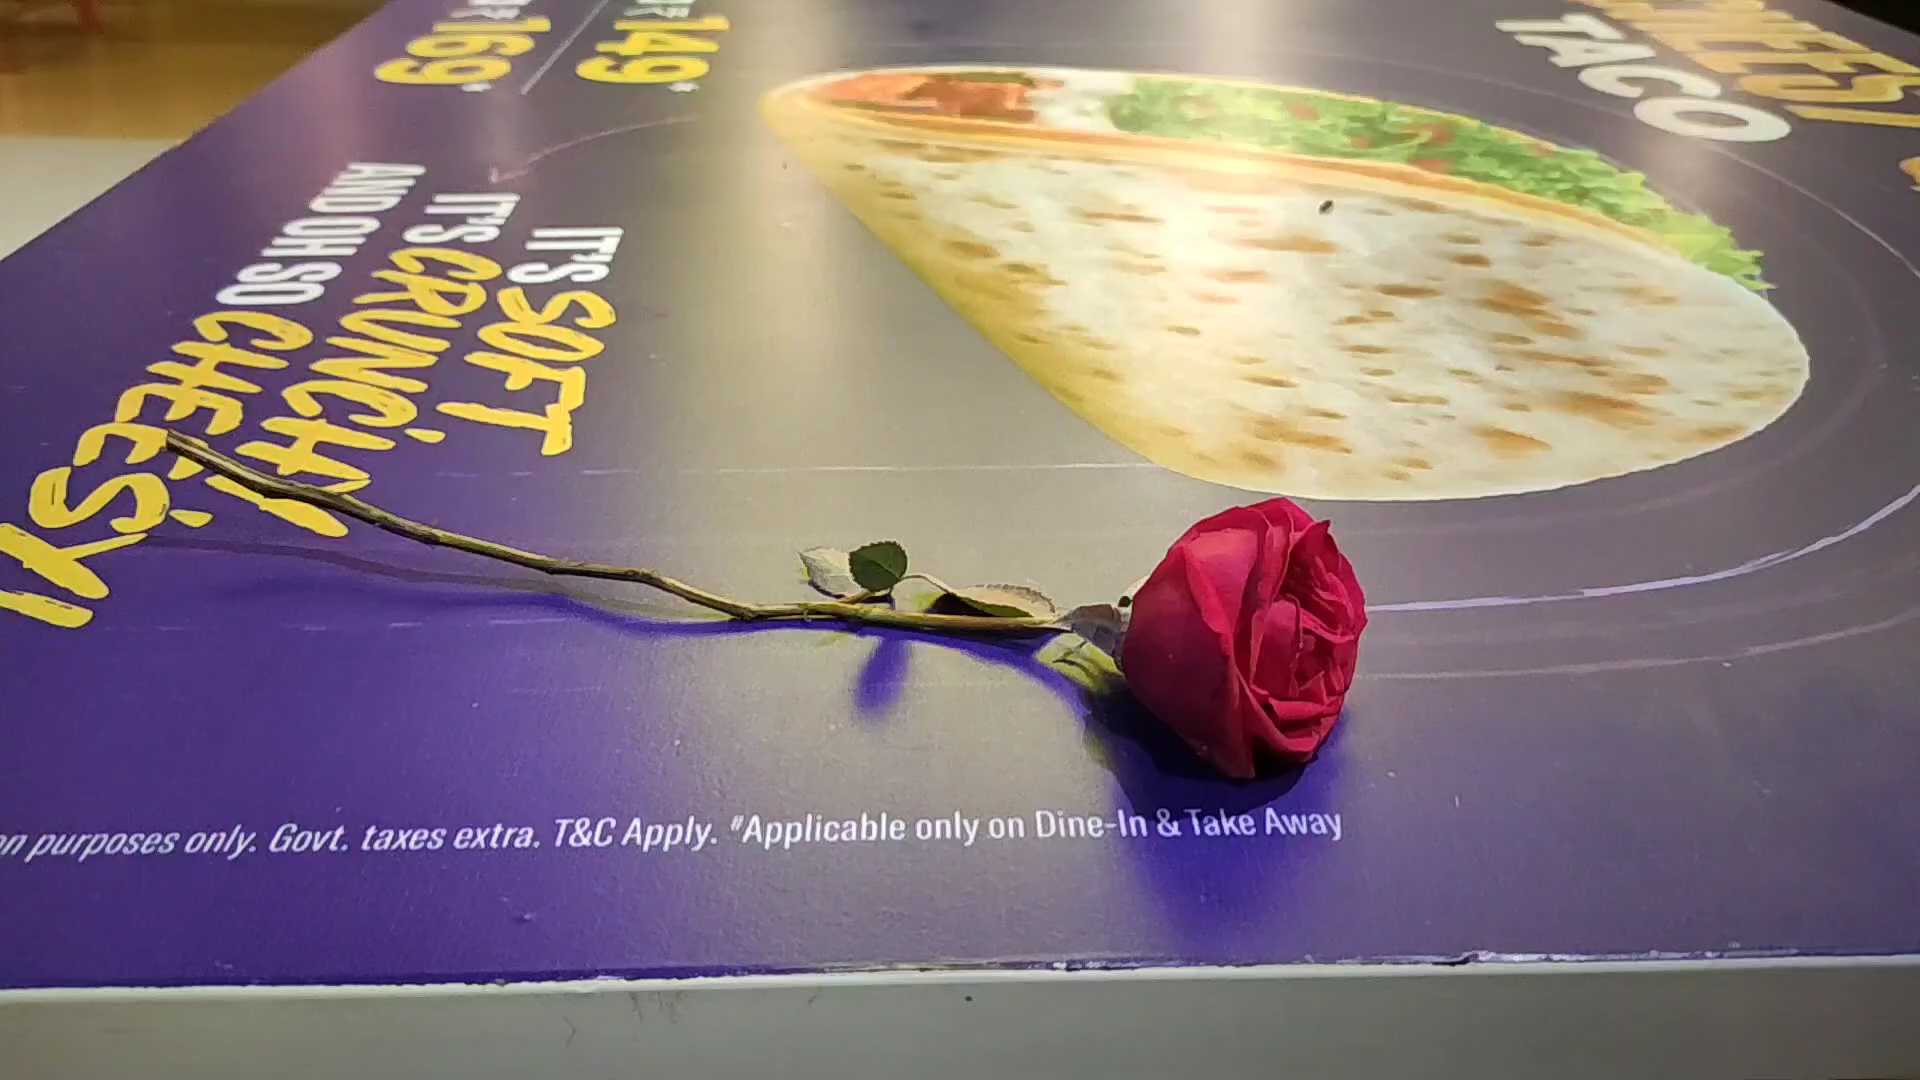 169*
149*
CHEESY
TACO
IT'S SOFT
IT'S CRUNCHY
AND OH SO CHEESY!
purposes only. Govt. taxes extra. T&C Apply. #Applicable only on Dine-In & Take Away